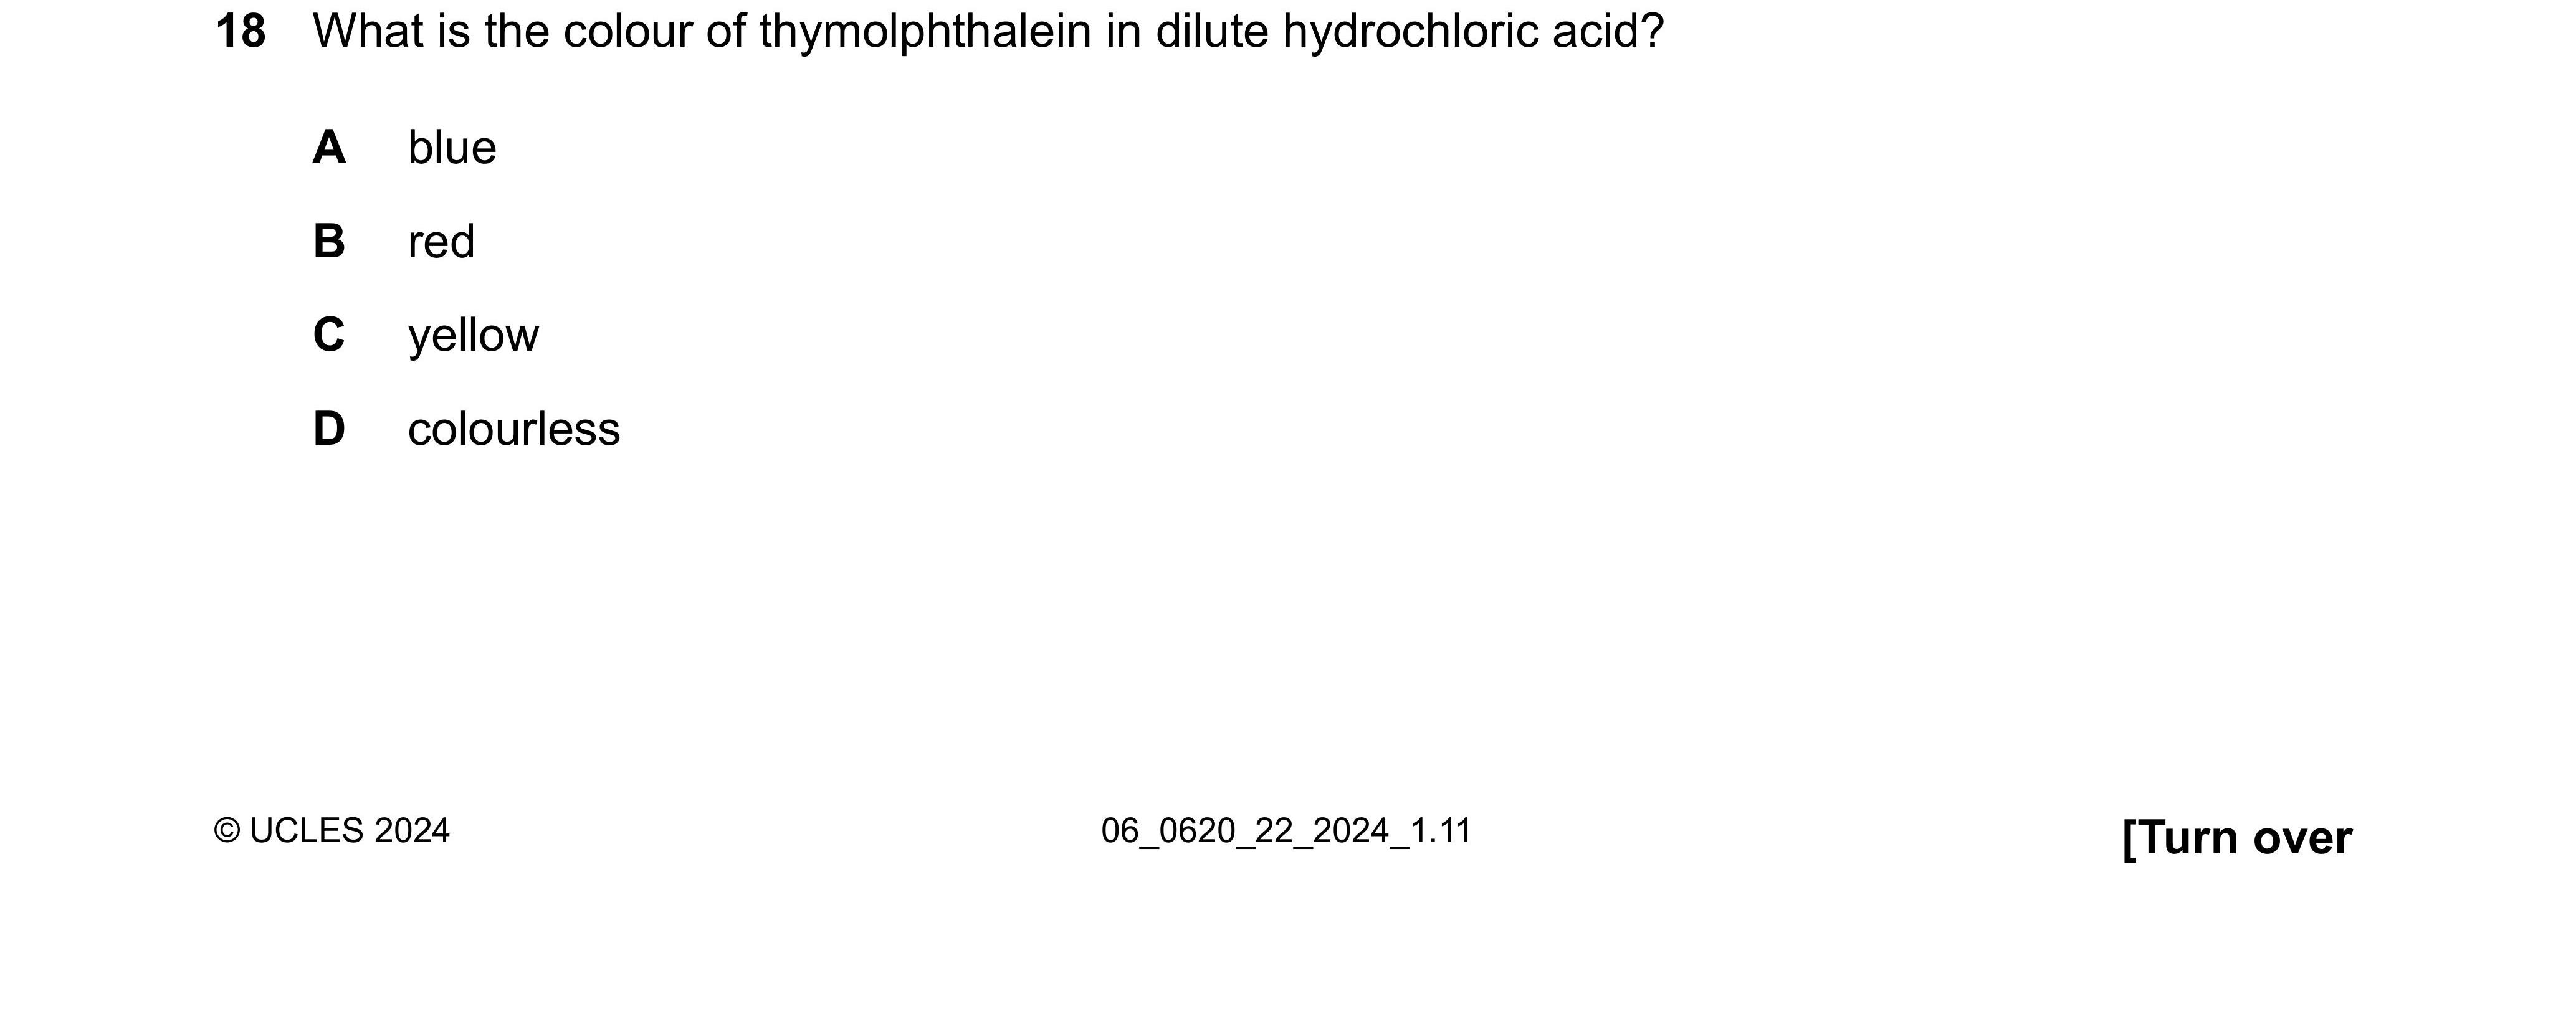 18 What is the colour of thymolphthalein in dilute hydrochloric acid?
A blue
B red
C yellow
D colourless
© UCLES 2024 06_0620_22_2024_1.11 [Turn over